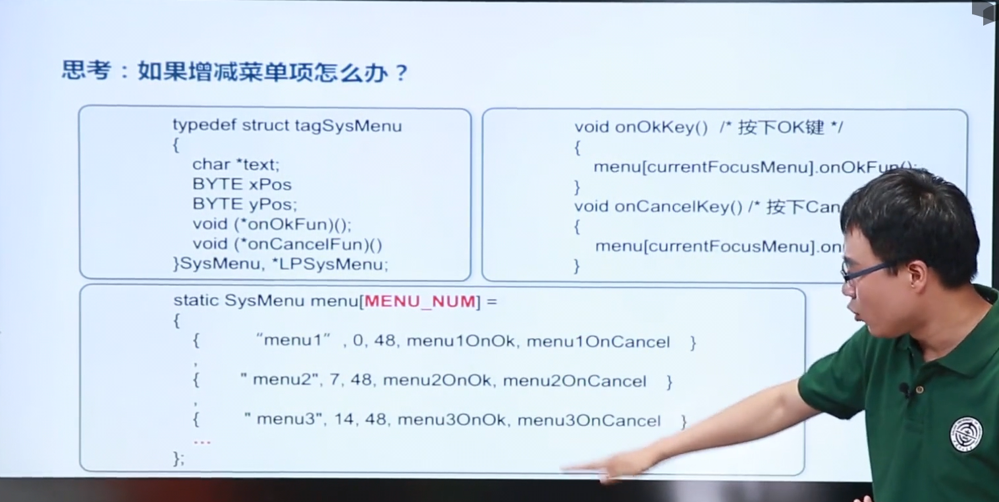 思考：如果增减菜单项怎么办？
typedef struct tagSysMenu
{
char *text;
BYTE xPos
BYTE yPos;
void (*onOkFun)();
void (*onCancelFun)()
}SysMenu, *LPSysMenu;
void onOkKey() /* 按下OK键 */
{
menu[currentFocusMenu].onOkFun();
}
void onCancelKey() /* 按下Can
{
menu[currentFocusMenu].on
}
static SysMenu menu[MENU_NUM] =
{
{ “menu1” , 0, 48, menu1OnOk, menu1OnCancel }
,
{ " menu2", 7, 48, menu2OnOk, menu2OnCancel }
,
{ " menu3", 14, 48, menu3OnOk, menu3OnCancel }
...
};